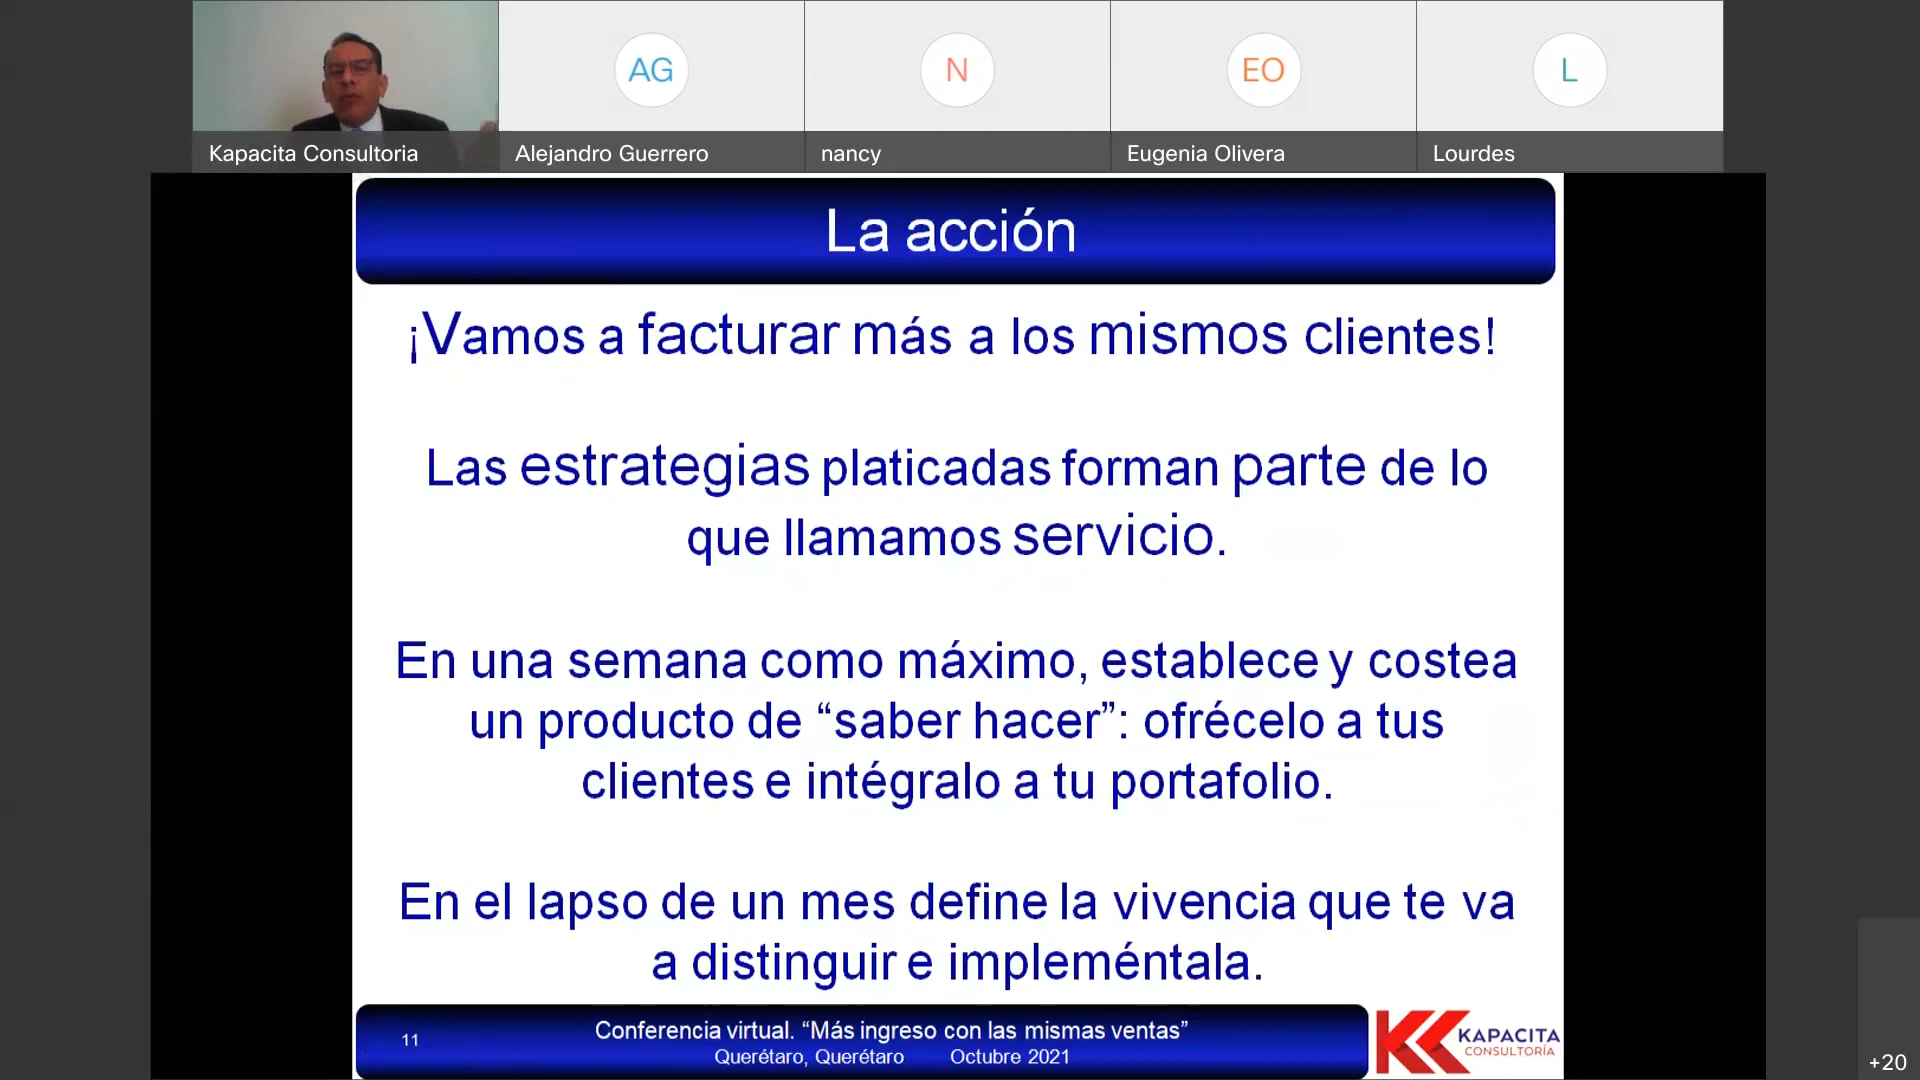 AG
N
EO
L
Kapacita Consultoria
Alejandro Guerrero
nancy
Eugenia Olivera
Lourdes
La acción
¡Vamos a facturar más a los mismos clientes!
Las estrategias platicadas forman parte de lo
que llamamos servicio.
En una semana como máximo, establece y costea
un producto de “saber hacer”: ofrécelo a tus
clientes e intégralo a tu portafolio.
En el lapso de un mes define la vivencia que te va
a distinguir e impleméntala.
11
Conferencia virtual. “Más ingreso con las mismas ventas”
Querétaro, Querétaro Octubre 2021
KAPACITA
CONSULTORÍA
+20